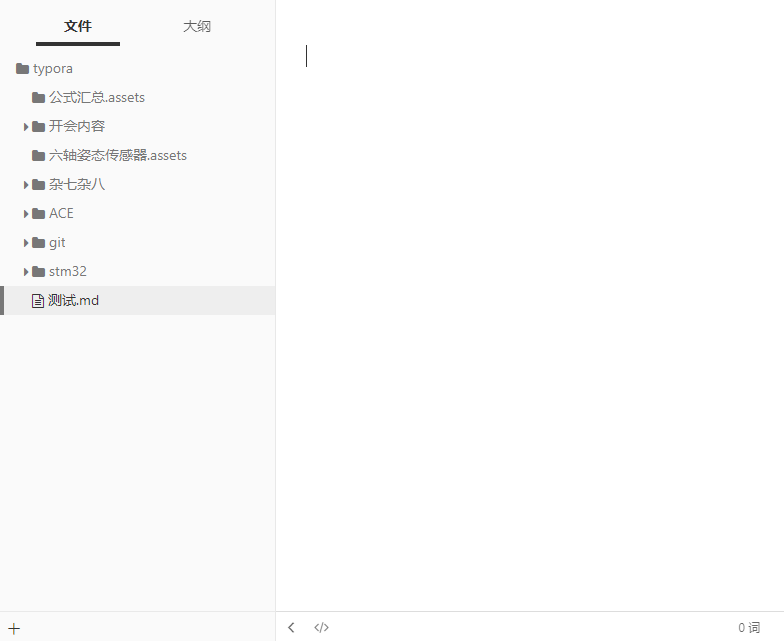 文件 大纲
typora
公式汇总.assets
开会内容
六轴姿态传感器.assets
杂七杂八
ACE
git
stm32
测试.md
0 词